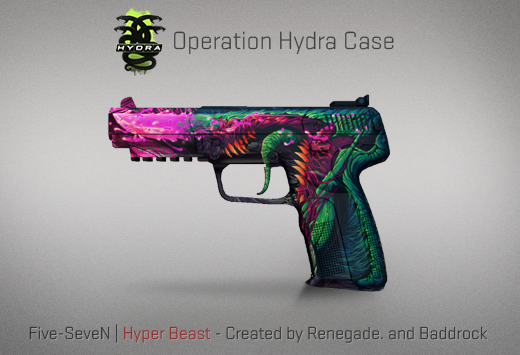 HYDRA
Operation Hydra Case
Five-SeveN | Hyper Beast - Created by Renegade. and Baddrock